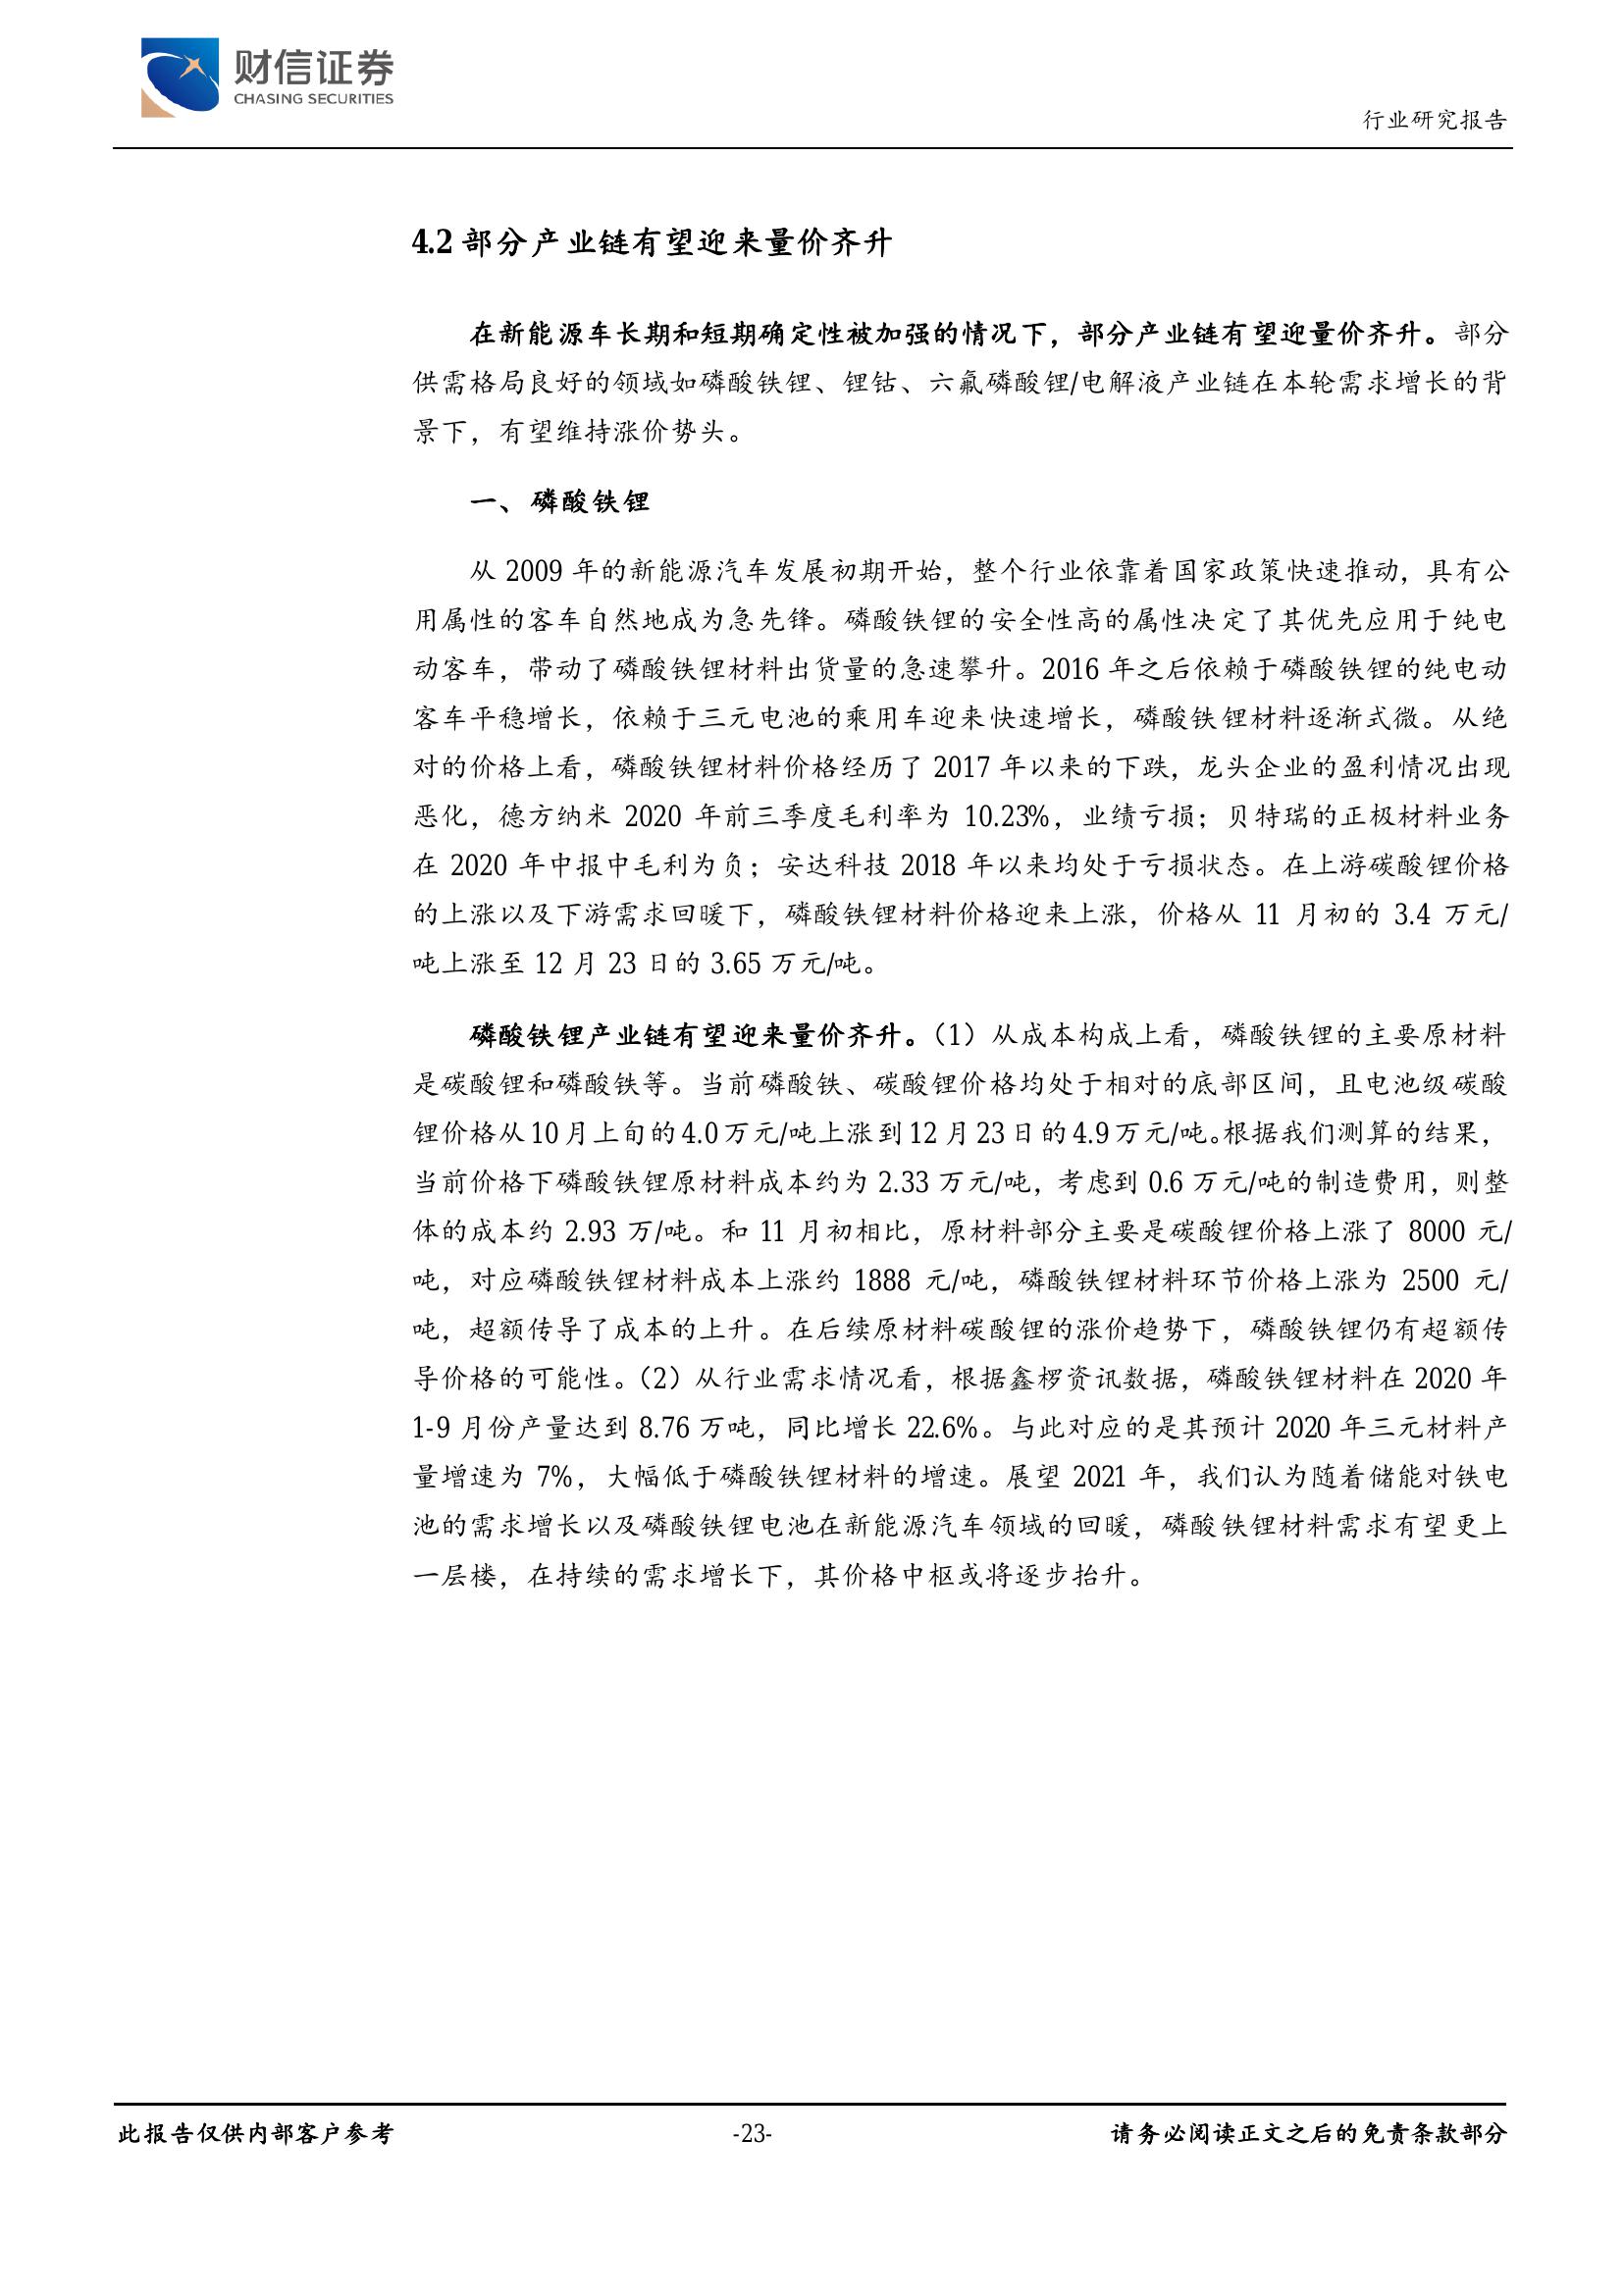 财信证券
CHASING SECURITIES
行业研究报告
4.2 部分产业链有望迎来量价齐升
在新能源车长期和短期确定性被加强的情况下，部分产业链有望迎量价齐升。部分
供需格局良好的领域如磷酸铁锂、锂钴、六氟磷酸锂/电解液产业链在本轮需求增长的背
景下，有望维持涨价势头。
一、 磷酸铁锂
从 2009 年的新能源汽车发展初期开始，整个行业依靠着国家政策快速推动，具有公
用属性的客车自然地成为急先锋。磷酸铁锂的安全性高的属性决定了其优先应用于纯电
动客车，带动了磷酸铁锂材料出货量的急速攀升。2016 年之后依赖于磷酸铁锂的纯电动
客车平稳增长，依赖于三元电池的乘用车迎来快速增长，磷酸铁锂材料逐渐式微。从绝
对的价格上看，磷酸铁锂材料价格经历了 2017 年以来的下跌，龙头企业的盈利情况出现
恶化，德方纳米 2020 年前三季度毛利率为 10.23%，业绩亏损；贝特瑞的正极材料业务
在 2020 年中报中毛利为负；安达科技 2018 年以来均处于亏损状态。在上游碳酸锂价格
的上涨以及下游需求回暖下，磷酸铁锂材料价格迎来上涨，价格从 11 月初的 3.4 万元/
吨上涨至 12 月 23 日的 3.65 万元/吨。
磷酸铁锂产业链有望迎来量价齐升。（1）从成本构成上看，磷酸铁锂的主要原材料
是碳酸锂和磷酸铁等。当前磷酸铁、碳酸锂价格均处于相对的底部区间，且电池级碳酸
锂价格从 10 月上旬的 4.0 万元/吨上涨到 12 月 23 日的 4.9 万元/吨。根据我们测算的结果，
当前价格下磷酸铁锂原材料成本约为 2.33 万元/吨，考虑到 0.6 万元/吨的制造费用，则整
体的成本约 2.93 万/吨。和 11 月初相比，原材料部分主要是碳酸锂价格上涨了 8000 元/
吨，对应磷酸铁锂材料成本上涨约 1888 元/吨，磷酸铁锂材料环节价格上涨为 2500 元/
吨，超额传导了成本的上升。在后续原材料碳酸锂的涨价趋势下，磷酸铁锂仍有超额传
导价格的可能性。（2）从行业需求情况看，根据鑫椤资讯数据，磷酸铁锂材料在 2020 年
1-9 月份产量达到 8.76 万吨，同比增长 22.6%。与此对应的是其预计 2020 年三元材料产
量增速为 7%，大幅低于磷酸铁锂材料的增速。展望 2021 年，我们认为随着储能对铁电
池的需求增长以及磷酸铁锂电池在新能源汽车领域的回暖，磷酸铁锂材料需求有望更上
一层楼，在持续的需求增长下，其价格中枢或将逐步抬升。
此报告仅供内部客户参考
-23-
请务必阅读正文之后的免责条款部分